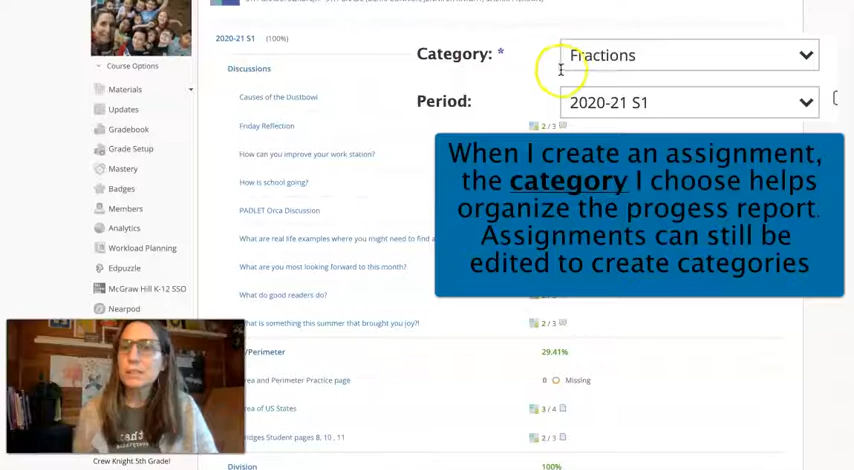 2020-21 S1 (100%)
Category: * Fractions
Course Options
Discussions
Materials
Causes of the Dustbowl
Period: 2020-21 S1
Updates
Gradebook
Friday Reflection 2 / 3
Grade Setup
How can you improve your work station?
When I create an assignment,
the category I choose helps
organize the progess report.
Assignments can still be
edited to create categories
Mastery
How is school going?
Badges
Members
PADLET Orca Discussion
Analytics
What are real life examples where you might need to find a
Workload Planning
Edpuzzle
What are you most looking forward to this month?
McGraw Hill K-12 SSO
What do good readers do?
Nearpod
What is something this summer that brought you joy?! 2 / 3
/Perimeter 29.41%
rea and Perimeter Practice page 0 Missing
rea of US States 3 / 4
ridges Student pages 8, 10 , 11 2 / 3
Crew Knight 5th Grade!
Division 100%